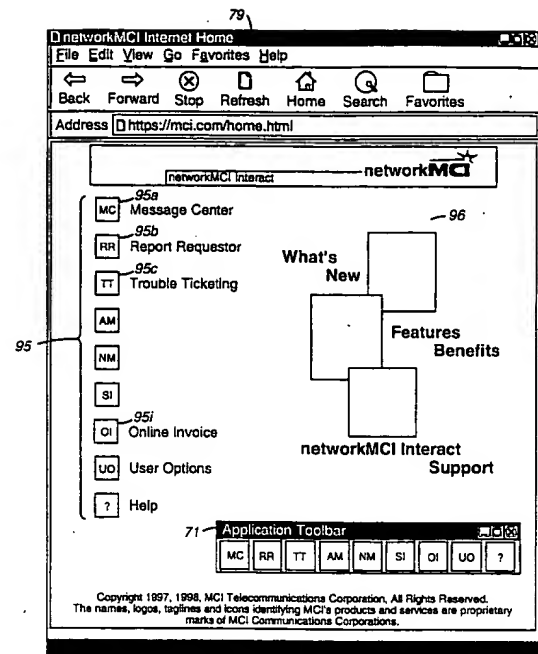 79
networkMCI Internet Home
File Edit View Go Favorites Help
Back Forward Stop Refresh Home Search Favorites
Address https://mci.com/home.html
networkMCI Interact
networkMCI
95
MC 95a Message Center
RR 95b Report Requestor
TT 95c Trouble Ticketing
AM
NM
SI
OI 95i Online Invoice
UO User Options
? Help
96
What's
New
Features
Benefits
networkMCI Interact
Support
71
Application Toolbar
MC RR TT AM NM SI OI UO ?
Copyright 1997, 1998, MCI Telecommunications Corporation, All Rights Reserved.
The names, logos, taglines and icons identifying MCI's products and services are proprietary
marks of MCI Communications Corporations.